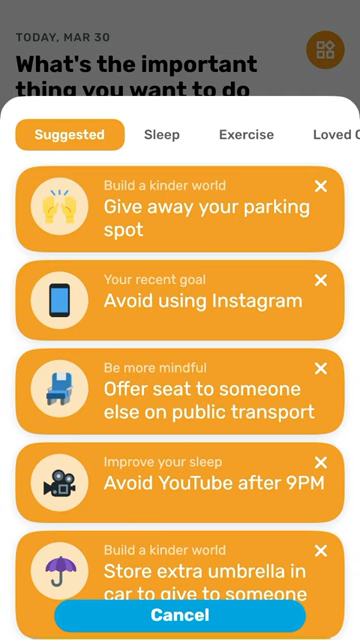 TODAY, MAR 30
What's the important
thing you want to do
Suggested
Sleep
Exercise
Loved
Build a kinder world
Give away your parking
spot
Your recent goal
Avoid using Instagram
Be more mindful
Offer seat to someone
else on public transport
Improve your sleep
Avoid YouTube after 9PM
Build a kinder world
Store extra umbrella in
car to give to someone
Cancel